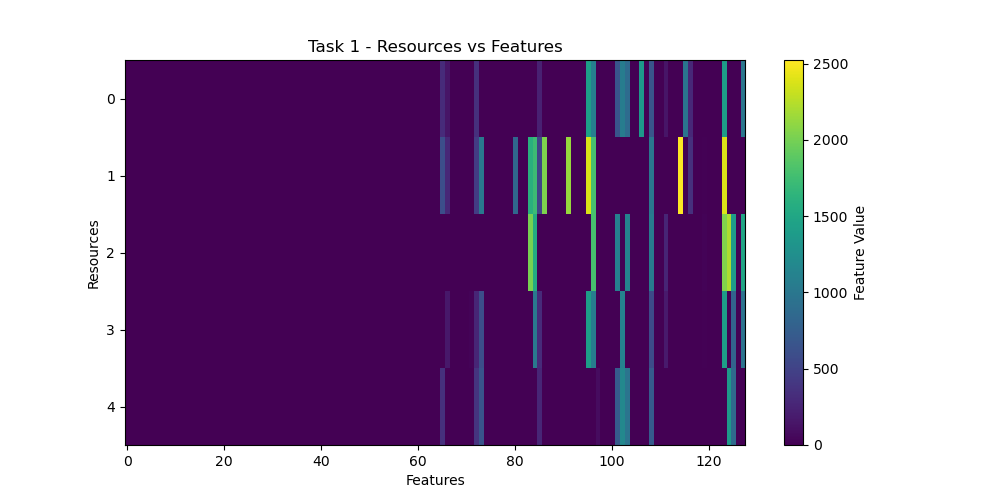 Task 1 - Resources vs Features
Resources
0
1
2
3
4
0 20 40 60 80 100 120
Features
2500
2000
1500
1000
500
0
Feature Value